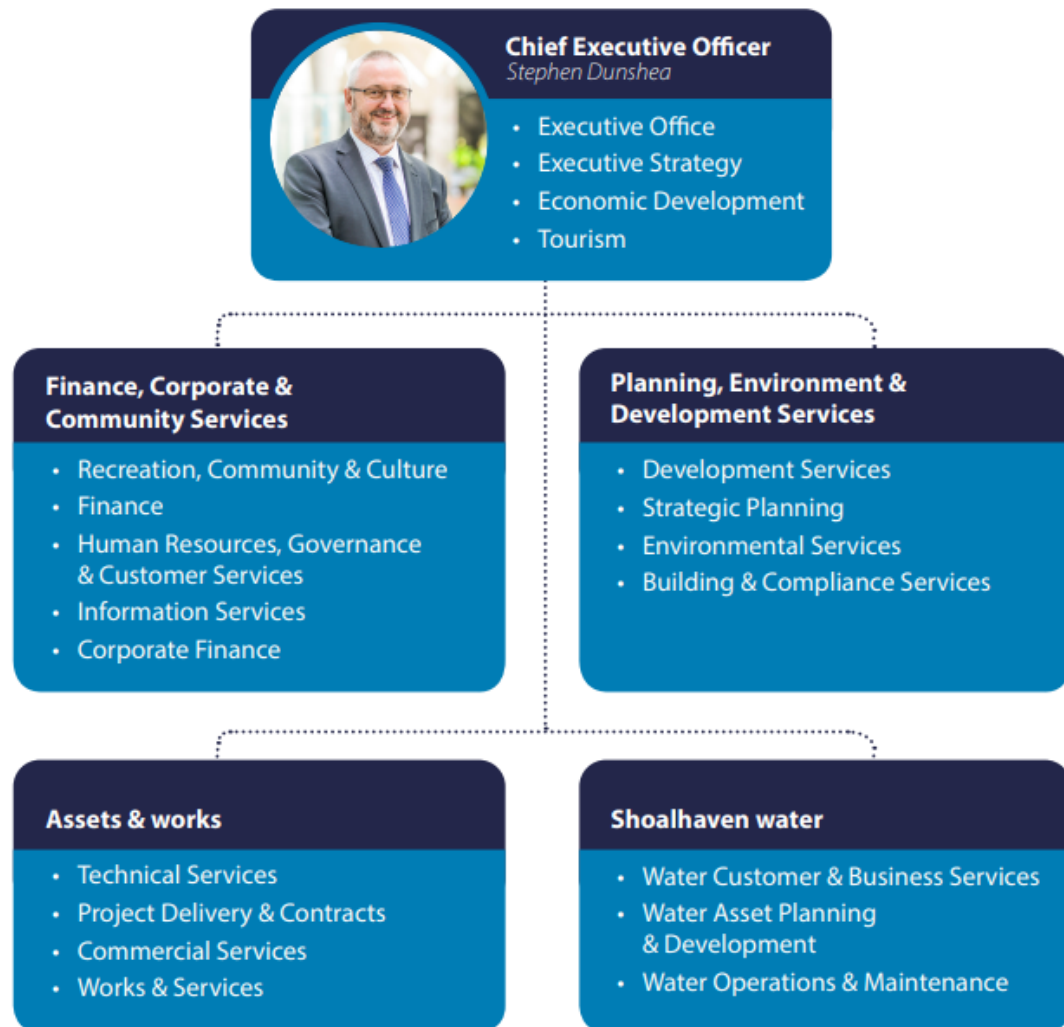 Chief Executive Officer
Stephen Dunshea
• Executive Office
• Executive Strategy
• Economic Development
• Tourism
Finance, Corporate &
Community Services
• Recreation, Community & Culture
• Finance
• Human Resources, Governance
& Customer Services
• Information Services
• Corporate Finance
Planning, Environment &
Development Services
• Development Services
• Strategic Planning
• Environmental Services
• Building & Compliance Services
Assets & works
• Technical Services
• Project Delivery & Contracts
• Commercial Services
• Works & Services
Shoalhaven water
• Water Customer & Business Services
• Water Asset Planning
& Development
• Water Operations & Maintenance